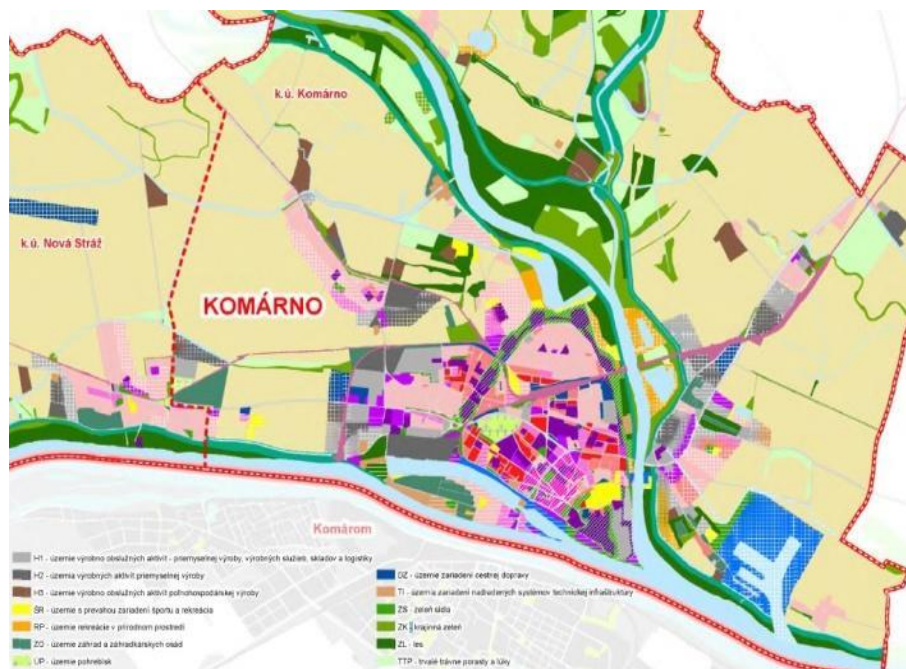 k.ú. Komárno
k.ú. Nová Stráž
KOMÁRNO
Komárom
H1 - územie výrobno obslužných aktivít - priemyselnej výroby, výrobných služieb, skladov a logistiky
H2 - územia výrobných aktivít priemyselnej výroby
H3 - územie výrobno obslužných aktivít poľnohospodárskej výroby
ŠR - územie s prevahou zariadení športu a rekreácia
RP - územie rekreácie v prírodnom prostredí
ZO - územie záhrad a záhradkárskych osád
ÚP - územie pohrebísk
DZ - územie zariadení cestnej dopravy
TI - územia zariadení nadradených systémov technickej infraštruktúry
ZS - zeleň sídla
ZK - krajinná zeleň
ZL - les
TTP - trvalé trávne porasty a lúky